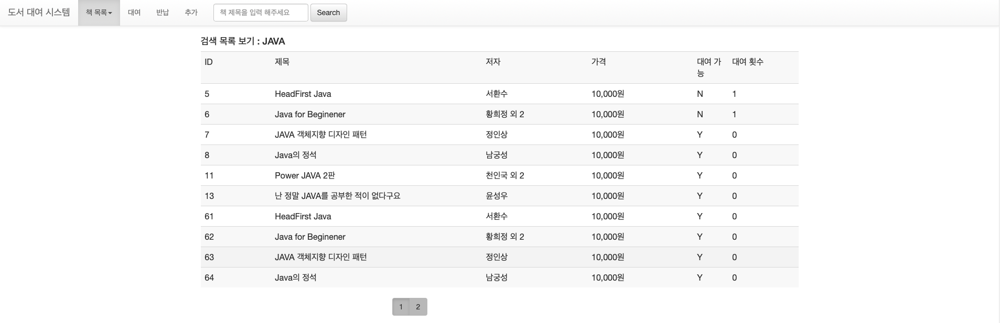 도서 대여 시스템 책 목록 대여 반납 추가 책 제목을 입력 해주세요 Search
검색 목록 보기 : JAVA
ID 제목 저자 가격 대여 가능 대여 횟수
5 HeadFirst Java 서환수 10,000원 N 1
6 Java for Beginener 황희정 외 2 10,000원 N 1
7 JAVA 객체지향 디자인 패턴 정인상 10,000원 Y 0
8 Java의 정석 남궁성 10,000원 Y 0
11 Power JAVA 2판 천인국 외 2 10,000원 Y 0
13 난 정말 JAVA를 공부한 적이 없다구요 윤성우 10,000원 Y 0
61 HeadFirst Java 서환수 10,000원 Y 0
62 Java for Beginener 황희정 외 2 10,000원 Y 0
63 JAVA 객체지향 디자인 패턴 정인상 10,000원 Y 0
64 Java의 정석 남궁성 10,000원 Y 0
1 2